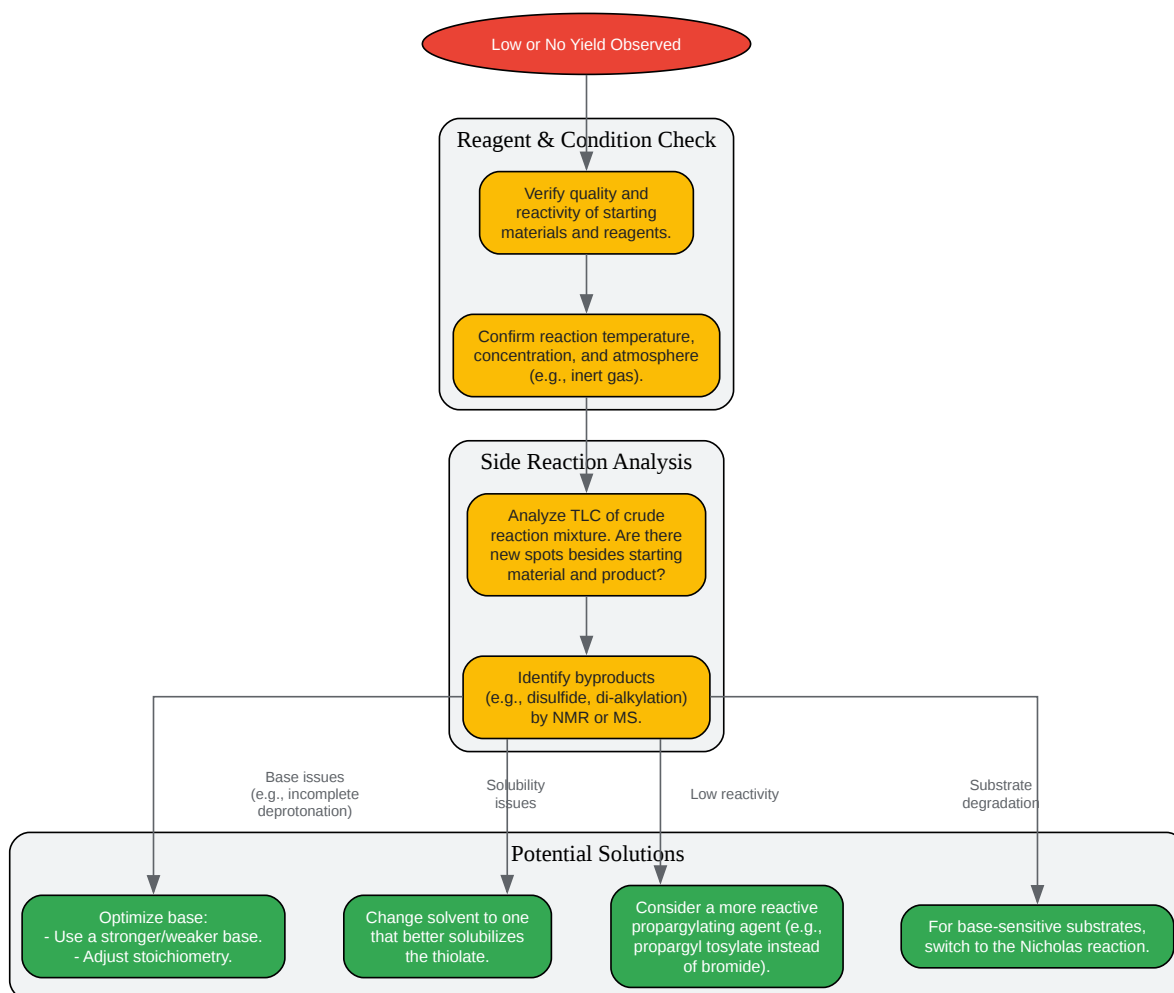 Low or No Yield Observed
Reagent & Condition Check
Verify quality and
reactivity of starting
materials and reagents.
Confirm reaction temperature,
concentration, and atmosphere
(e.g., inert gas).
Side Reaction Analysis
Analyze TLC of crude
reaction mixture. Are there
new spots besides starting
material and product?
Identify byproducts
(e.g., disulfide, di-alkylation)
by NMR or MS.
Base issues
(e.g., incomplete
deprotonation)
Solubility
issues
Low reactivity
Substrate
degradation
Potential Solutions
Optimize base:
- Use a stronger/weaker base.
- Adjust stoichiometry.
Change solvent to one
that better solubilizes
the thiolate.
Consider a more reactive
propargylating agent (e.g.,
propargyl tosylate instead
of bromide).
For base-sensitive substrates,
switch to the Nicholas reaction.